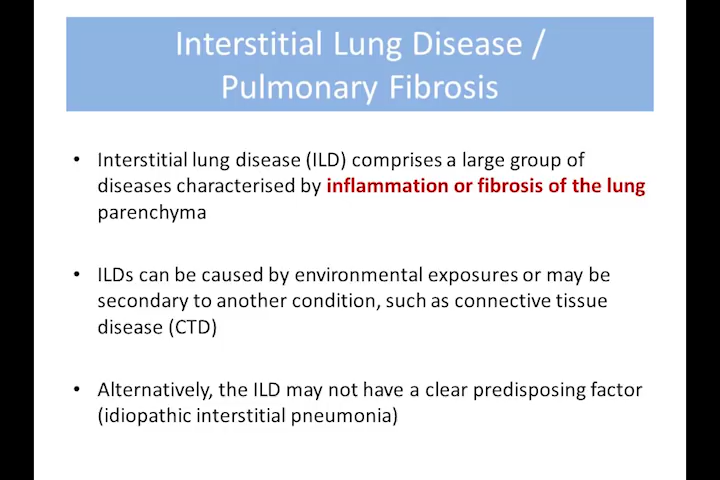 Interstitial Lung Disease /
Pulmonary Fibrosis
• Interstitial lung disease (ILD) comprises a large group of
diseases characterised by inflammation or fibrosis of the lung
parenchyma
• ILDs can be caused by environmental exposures or may be
secondary to another condition, such as connective tissue
disease (CTD)
• Alternatively, the ILD may not have a clear predisposing factor
(idiopathic interstitial pneumonia)